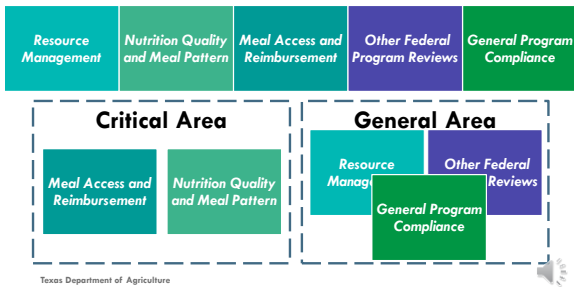 Resource
Management
Nutrition Quality
and Meal Pattern
Meal Access and
Reimbursement
Other Federal
Program Reviews
General Program
Compliance
Critical Area
Meal Access and
Reimbursement
Nutrition Quality
and Meal Pattern
General Area
Resource
Other Federal
Reviews
General Program
Compliance
Texas Department of Agriculture